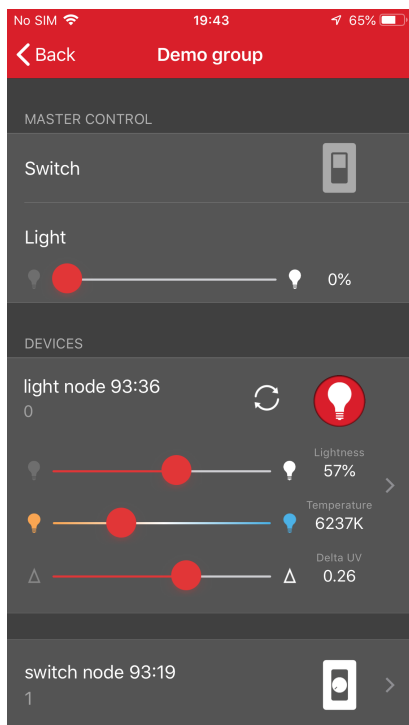 No SIM 19:43 65%
Back Demo group
MASTER CONTROL
Switch
Light
0%
DEVICES
light node 93:36
0
Lightness
57%
Temperature
6237K
Delta UV
Δ Δ 0.26
switch node 93:19
1